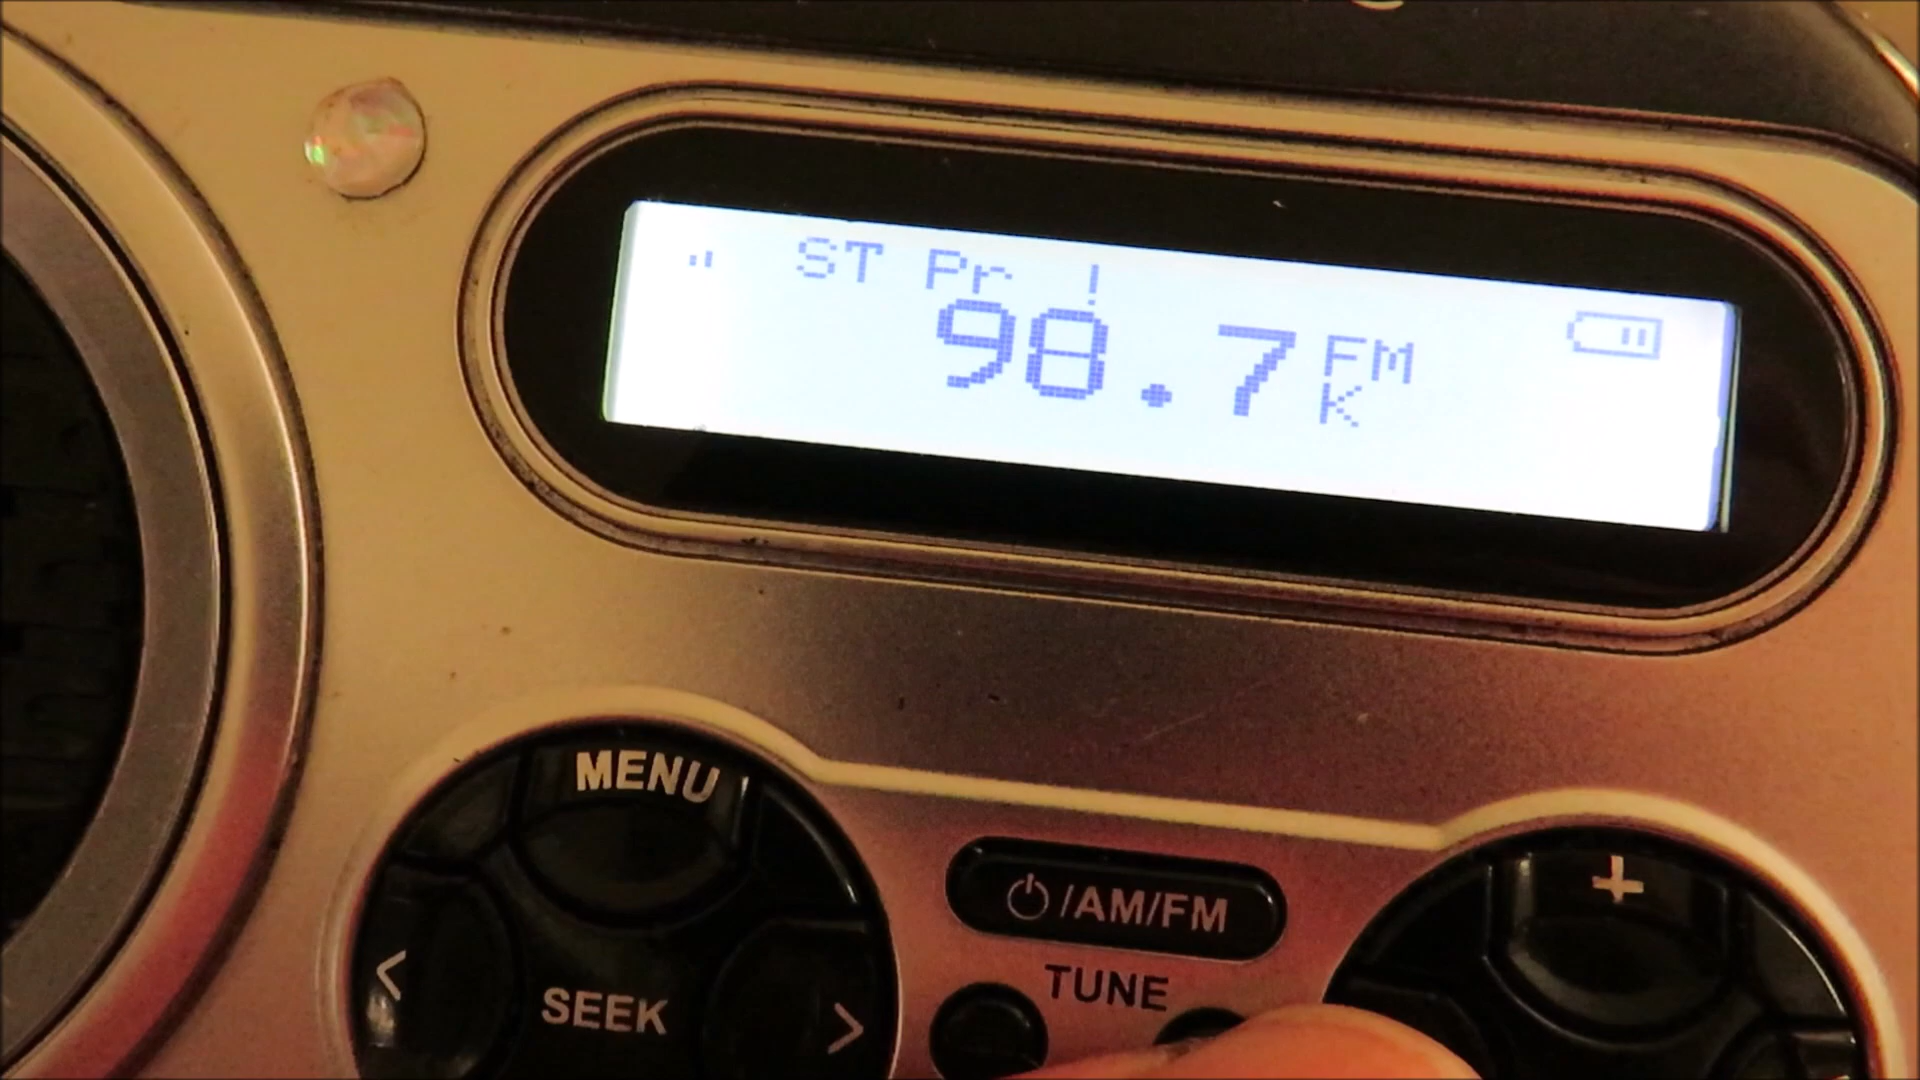 ST Pr !
98.7 FM
K
MENU
⏻/AM/FM
+
TUNE
< SEEK >